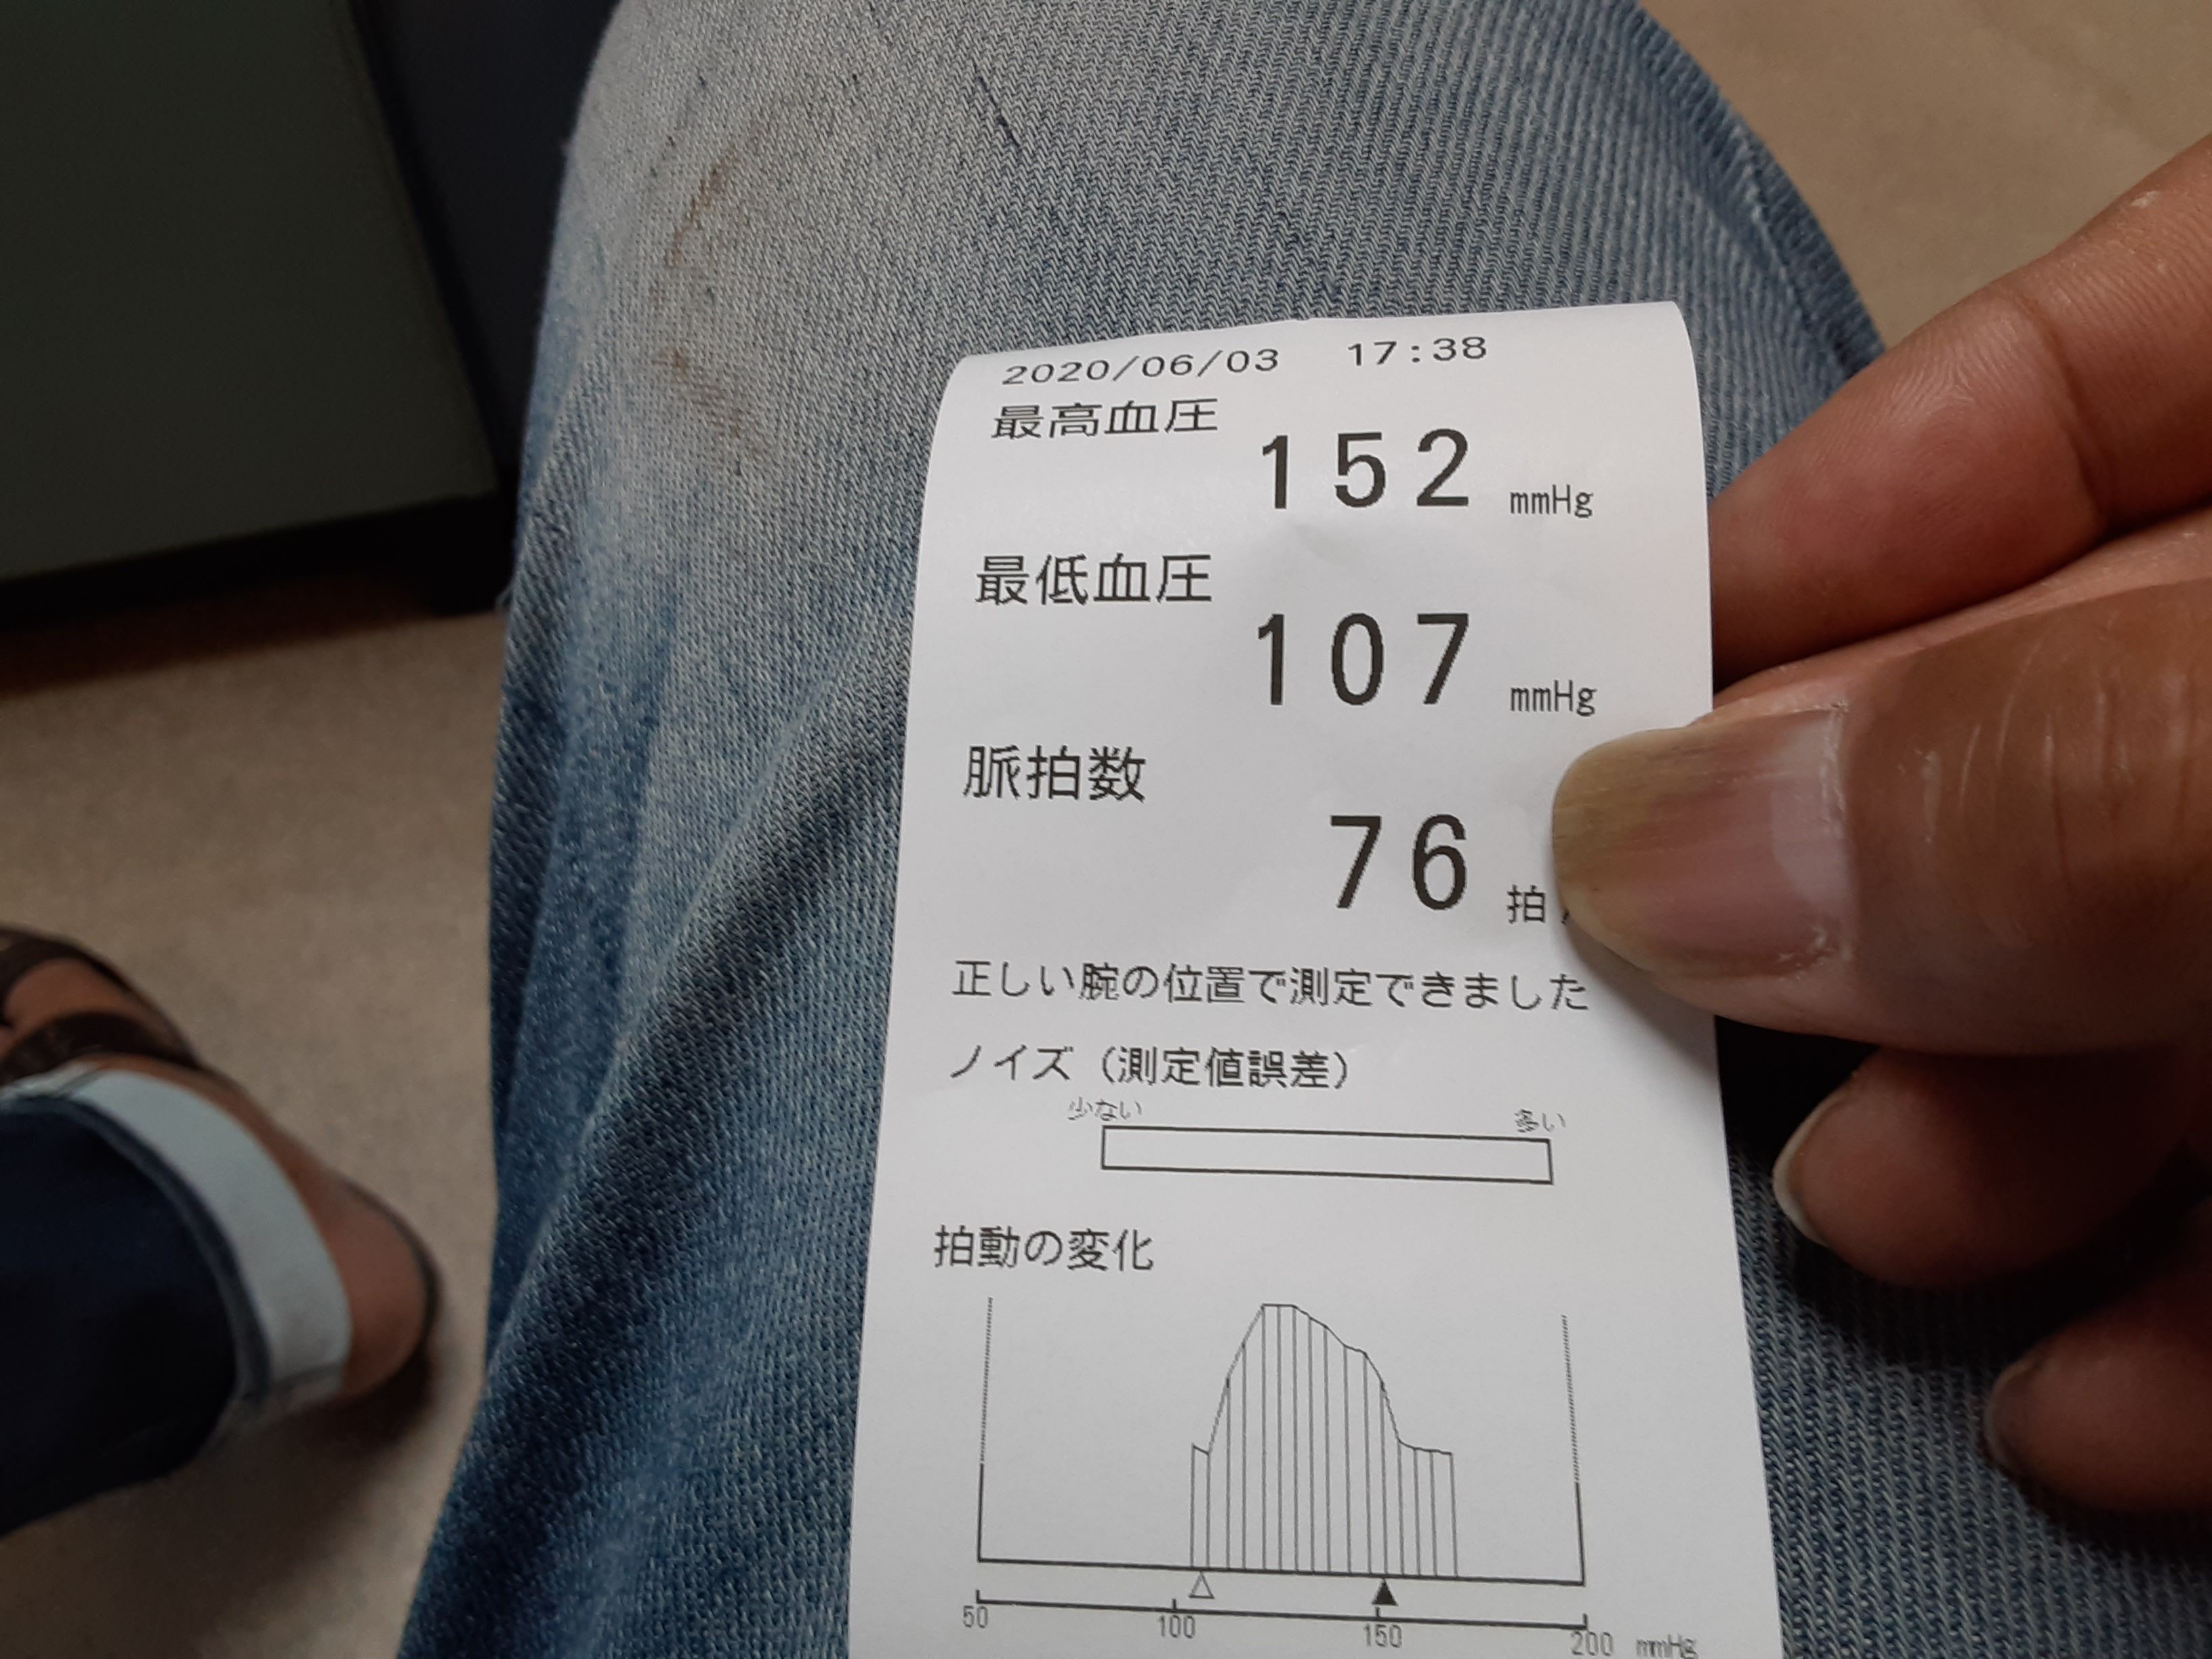 2020/06/03 17:38
最高血圧
152 mmHg
最低血圧
107 mmHg
脈拍数
76 拍
正しい腕の位置で測定できました
ノイズ（測定値誤差）
少ない 多い
拍動の変化
50 100 150 200 mmHg